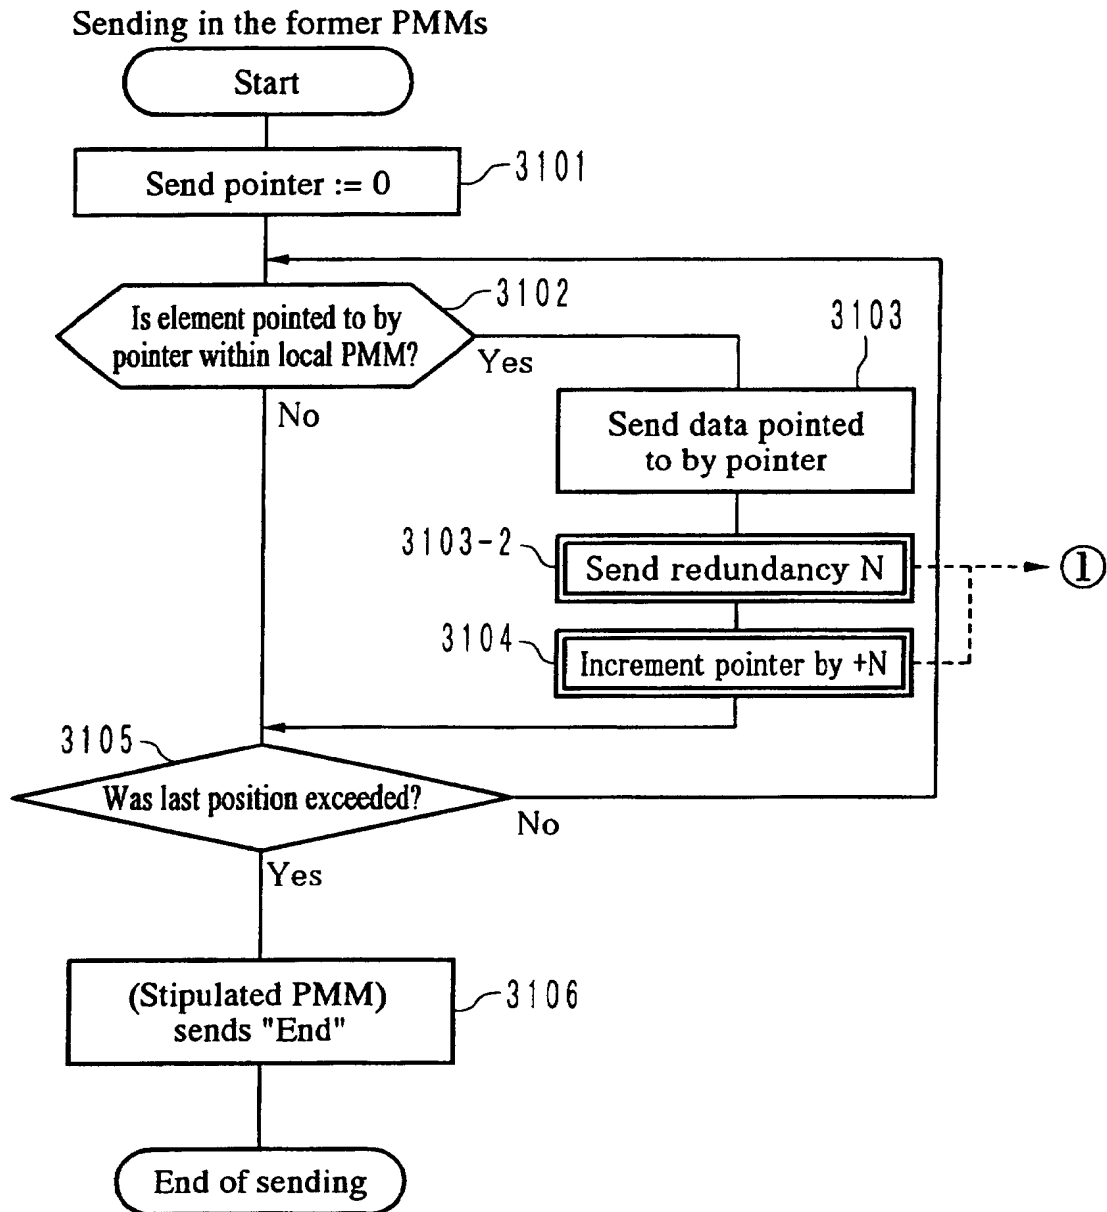 Sending in the former PMMs
Start
Send pointer := 0
3101
Is element pointed to by
pointer within local PMM?
3102
Yes
No
3103
Send data pointed
to by pointer
3103-2
Send redundancy N
①
3104
Increment pointer by +N
3105
Was last position exceeded?
No
Yes
(Stipulated PMM)
sends "End"
3106
End of sending